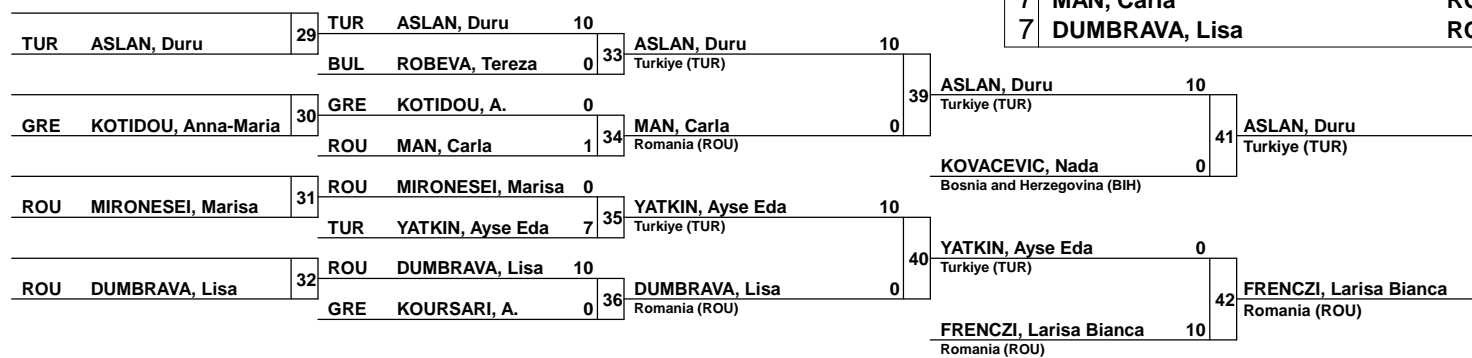 7 MAN, Carla
7 DUMBRAVA, Lisa
TUR ASLAN, Duru
29
TUR ASLAN, Duru 10
BUL ROBEVA, Tereza 0
33
ASLAN, Duru 10
Turkiye (TUR)
GRE KOTIDOU, Anna-Maria
30
GRE KOTIDOU, A. 0
ROU MAN, Carla 1
34
MAN, Carla 0
Romania (ROU)
39
ASLAN, Duru 10
Turkiye (TUR)
KOVACEVIC, Nada 0
Bosnia and Herzegovina (BIH)
41
ASLAN, Duru
Turkiye (TUR)
ROU MIRONESEI, Marisa
31
ROU MIRONESEI, Marisa 0
TUR YATKIN, Ayse Eda 7
35
YATKIN, Ayse Eda 10
Turkiye (TUR)
ROU DUMBRAVA, Lisa
32
ROU DUMBRAVA, Lisa 10
GRE KOURSARI, A. 0
36
DUMBRAVA, Lisa 0
Romania (ROU)
40
YATKIN, Ayse Eda 0
Turkiye (TUR)
FRENCZI, Larisa Bianca 10
Romania (ROU)
42
FRENCZI, Larisa Bianca
Romania (ROU)